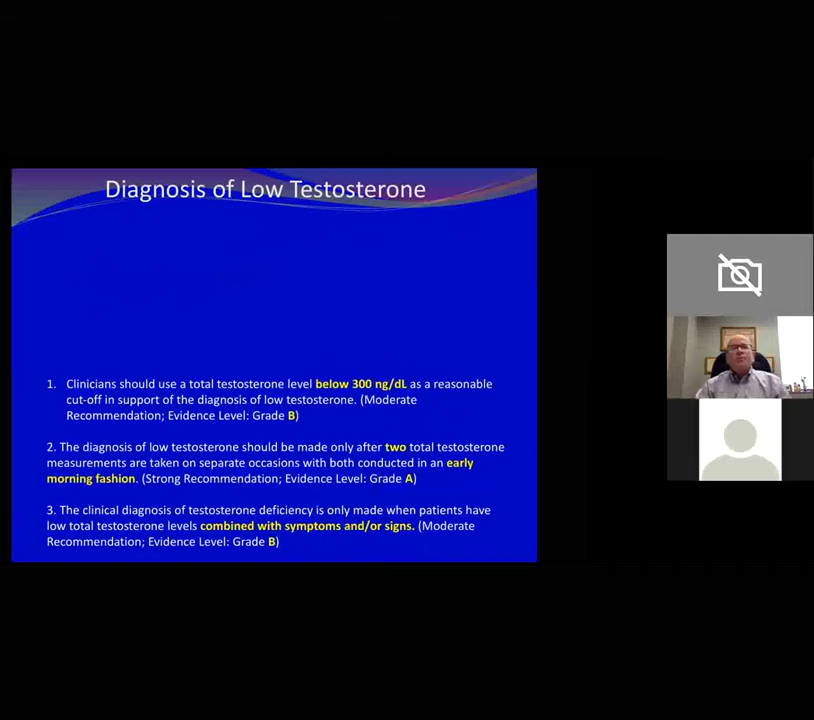 Diagnosis of Low Testosterone
1. Clinicians should use a total testosterone level below 300 ng/dL as a reasonable
cut-off in support of the diagnosis of low testosterone. (Moderate
Recommendation; Evidence Level: Grade B)
2. The diagnosis of low testosterone should be made only after two total testosterone
measurements are taken on separate occasions with both conducted in an early
morning fashion. (Strong Recommendation; Evidence Level: Grade A)
3. The clinical diagnosis of testosterone deficiency is only made when patients have
low total testosterone levels combined with symptoms and/or signs. (Moderate
Recommendation; Evidence Level: Grade B)